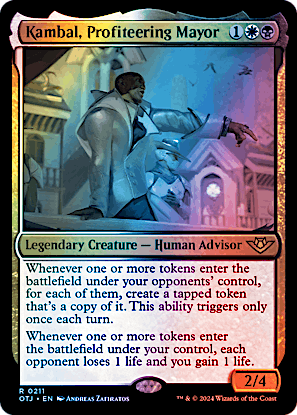 Kambal, Profiteering Mayor 1
Legendary Creature — Human Advisor
Whenever one or more tokens enter the
battlefield under your opponents' control,
for each of them, create a tapped token
that's a copy of it. This ability triggers only
once each turn.
Whenever one or more tokens enter
the battlefield under your control, each
opponent loses 1 life and you gain 1 life.
2/4
R 0211
OTJ • EN Andreas Zafiratos
™ & © 2024 Wizards of the Coast